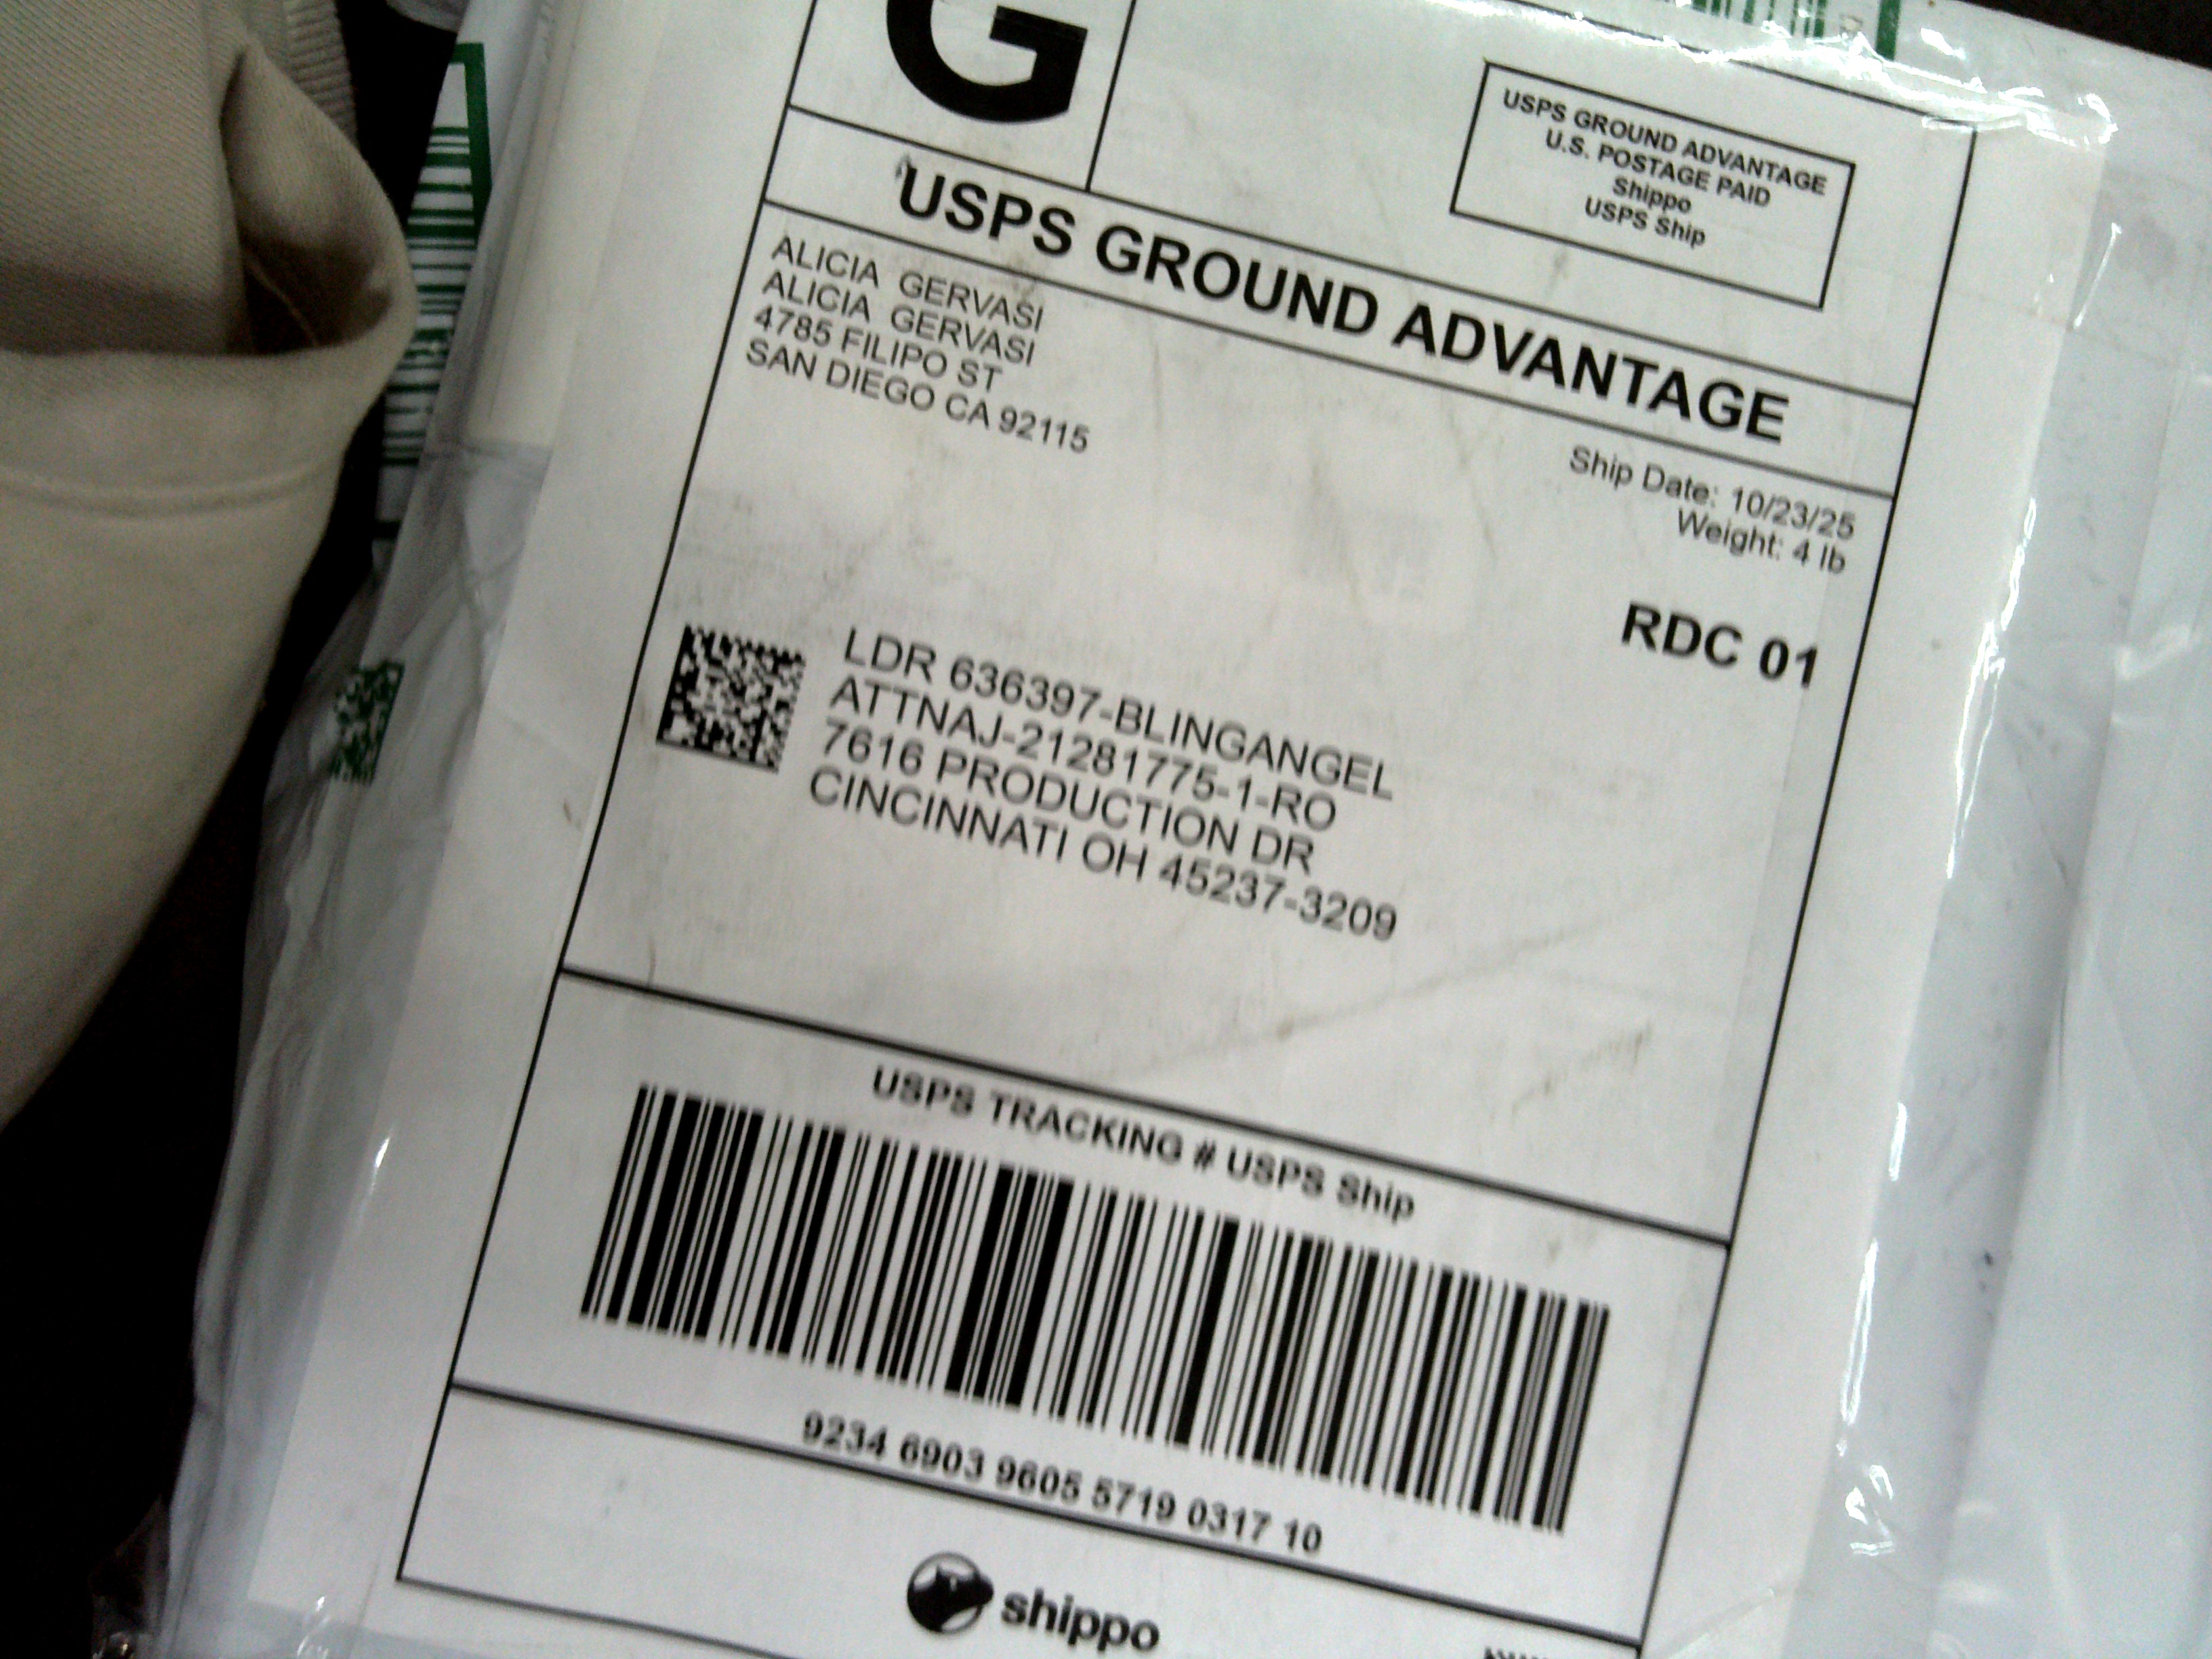 G
USPS GROUND ADVANTAGE
U.S. POSTAGE PAID
Shippo
USPS Ship
USPS GROUND ADVANTAGE
ALICIA GERVASI
ALICIA GERVASI
4785 FILIPO ST
SAN DIEGO CA 92115
Ship Date: 10/23/25
Weight: 4 lb
RDC 01
LDR 636397-BLINGANGEL
ATTNAJ-21281775-1-RO
7616 PRODUCTION DR
CINCINNATI OH 45237-3209
USPS TRACKING # USPS Ship
9234 6903 9605 5719 0317 10
shippo